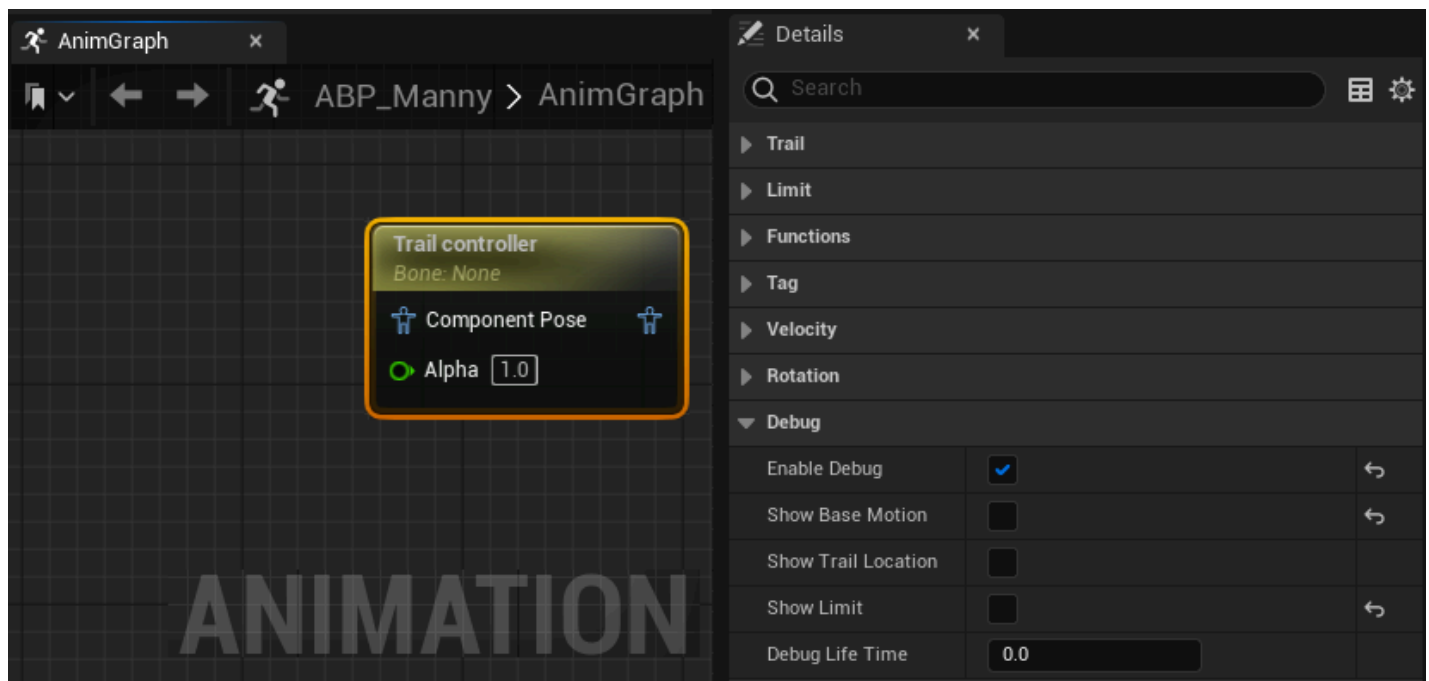 AnimGraph
ABP_Manny > AnimGraph
Trail controller
Bone: None
Component Pose
Alpha 1.0
ANIMATION
Details
Search
Trail
Limit
Functions
Tag
Velocity
Rotation
Debug
Enable Debug
Show Base Motion
Show Trail Location
Show Limit
Debug Life Time 0.0